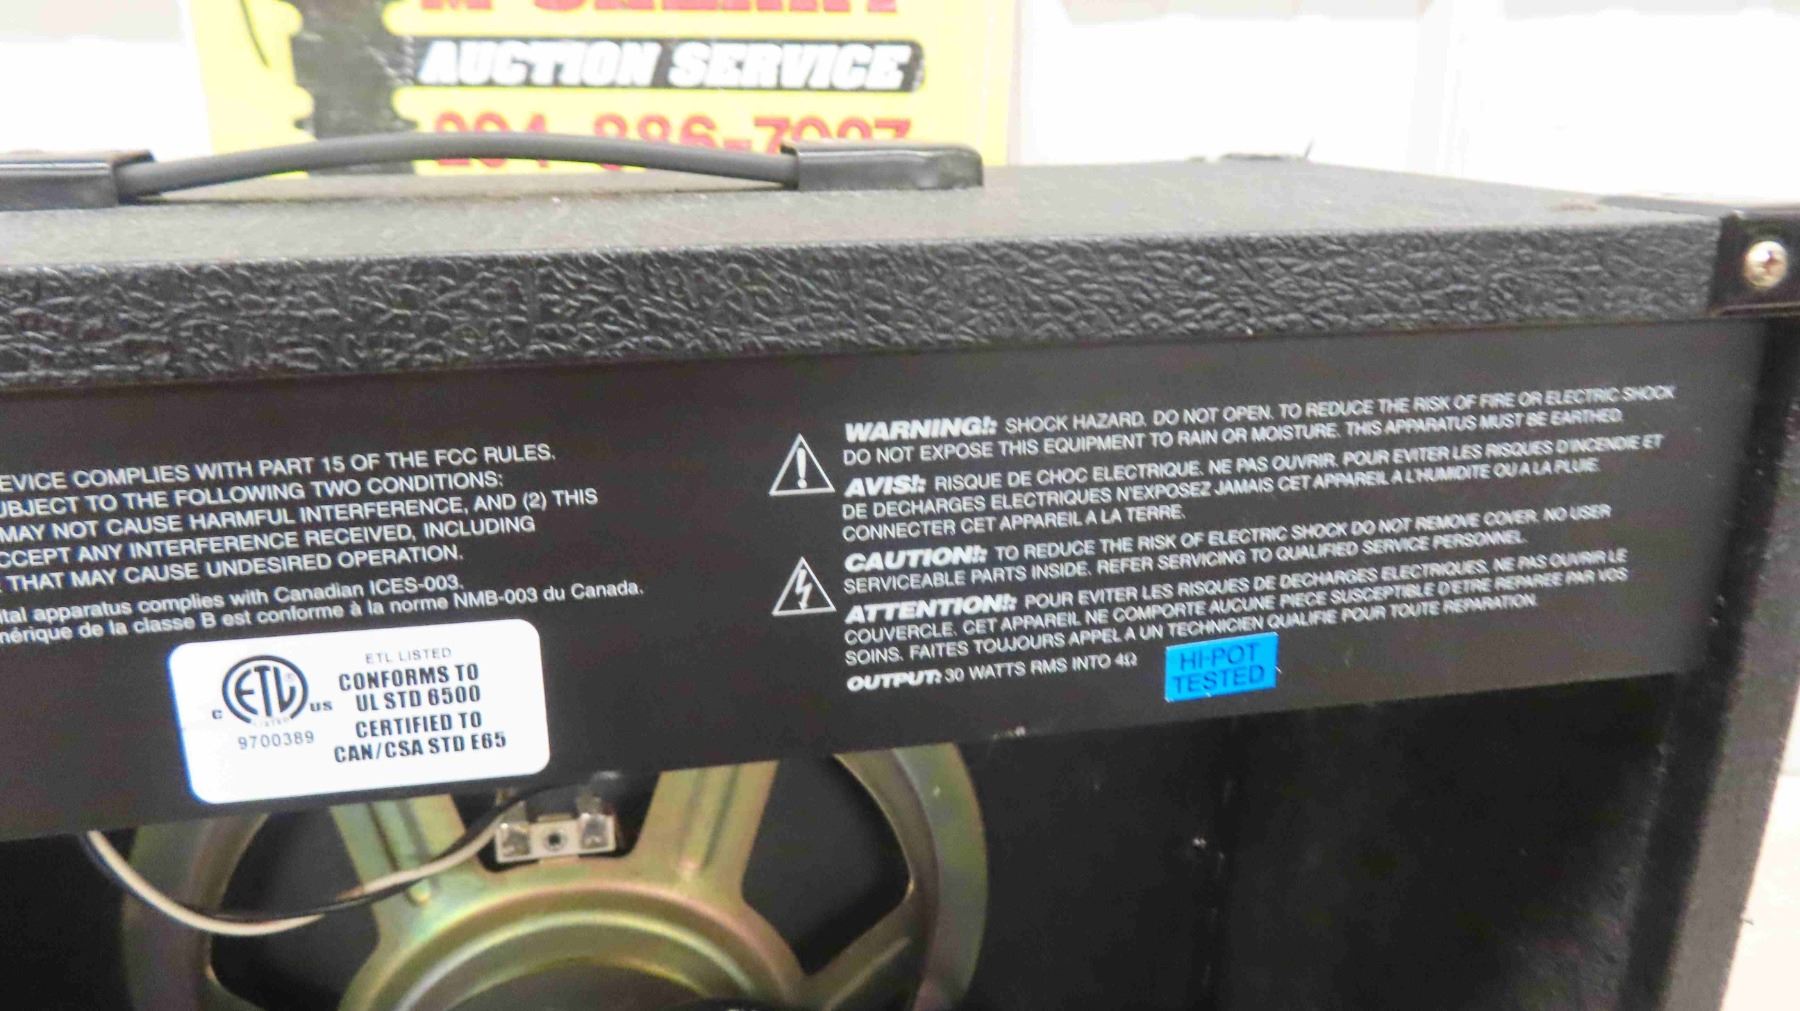 AUCTION SERVICE
EVICE COMPLIES WITH PART 15 OF THE FCC RULES.
UBJECT TO THE FOLLOWING TWO CONDITIONS:
MAY NOT CAUSE HARMFUL INTERFERENCE, AND (2) THIS
CCEPT ANY INTERFERENCE RECEIVED, INCLUDING
THAT MAY CAUSE UNDESIRED OPERATION.
ital apparatus complies with Canadian ICES-003.
mérique de la classe B est conforme à la norme NMB-003 du Canada.
ETL LISTED
CONFORMS TO
UL STD 6500
CERTIFIED TO
CAN/CSA STD E65
C ETL US
LISTED
9700389
WARNING!: SHOCK HAZARD. DO NOT OPEN. TO REDUCE THE RISK OF FIRE OR ELECTRIC SHOCK
DO NOT EXPOSE THIS EQUIPMENT TO RAIN OR MOISTURE. THIS APPARATUS MUST BE EARTHED.
AVIS!: RISQUE DE CHOC ELECTRIQUE. NE PAS OUVRIR. POUR EVITER LES RISQUES D'INCENDIE ET
DE DECHARGES ELECTRIQUES N'EXPOSEZ JAMAIS CET APPAREIL A L'HUMIDITE OU A LA PLUIE.
CONNECTER CET APPAREIL A LA TERRE.
CAUTION!: TO REDUCE THE RISK OF ELECTRIC SHOCK DO NOT REMOVE COVER. NO USER
SERVICEABLE PARTS INSIDE. REFER SERVICING TO QUALIFIED SERVICE PERSONNEL.
ATTENTION!: POUR EVITER LES RISQUES DE DECHARGES ELECTRIQUES, NE PAS OUVRIR LE
COUVERCLE. CET APPAREIL NE COMPORTE AUCUNE PIECE SUSCEPTIBLE D'ETRE REPAREE PAR VOS
SOINS. FAITES TOUJOURS APPEL A UN TECHNICIEN QUALIFIE POUR TOUTE REPARATION.
OUTPUT: 30 WATTS RMS INTO 4Ω
HI-POT
TESTED